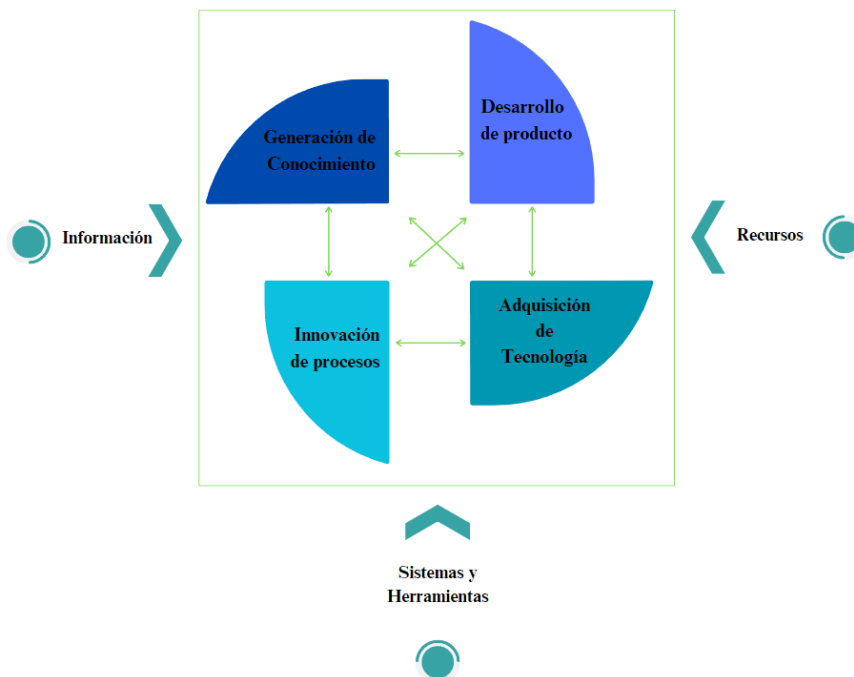 Generación de
Conocimiento
Desarrollo
de producto
Información
Recursos
Innovación
de procesos
Adquisición
de
Tecnología
Sistemas y
Herramientas